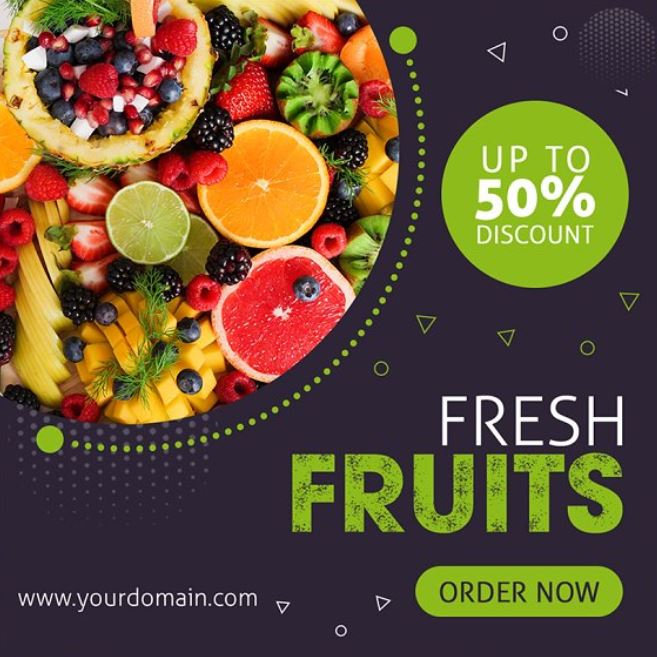 UP TO
50%
DISCOUNT
FRESH
FRUITS
www.yourdomain.com
ORDER NOW